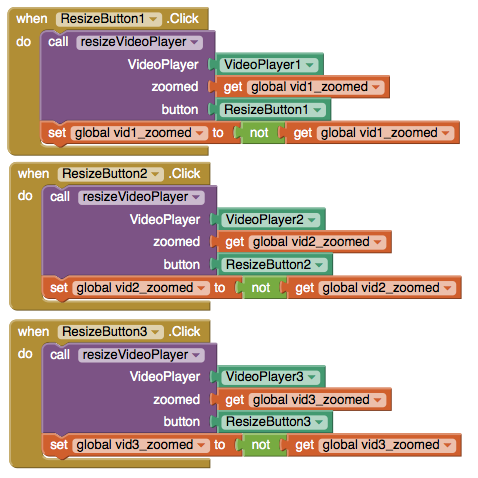 when ResizeButton1 .Click
do call resizeVideoPlayer
VideoPlayer VideoPlayer1
zoomed get global vid1_zoomed
button ResizeButton1
set global vid1_zoomed to not get global vid1_zoomed
when ResizeButton2 .Click
do call resizeVideoPlayer
VideoPlayer VideoPlayer2
zoomed get global vid2_zoomed
button ResizeButton2
set global vid2_zoomed to not get global vid2_zoomed
when ResizeButton3 .Click
do call resizeVideoPlayer
VideoPlayer VideoPlayer3
zoomed get global vid3_zoomed
button ResizeButton3
set global vid3_zoomed to not get global vid3_zoomed